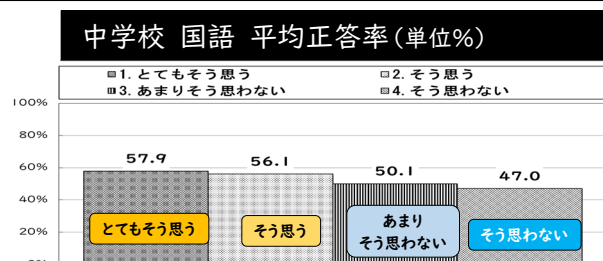 中学校 国語 平均正答率(単位%)
■1. とてもそう思う ■2. そう思う
■3. あまりそう思わない ■4. そう思わない
100%
80%
60%
40%
20%
0%
57.9
56.1
50.1
47.0
とてもそう思う
そう思う
あまり
そう思わない
そう思わない